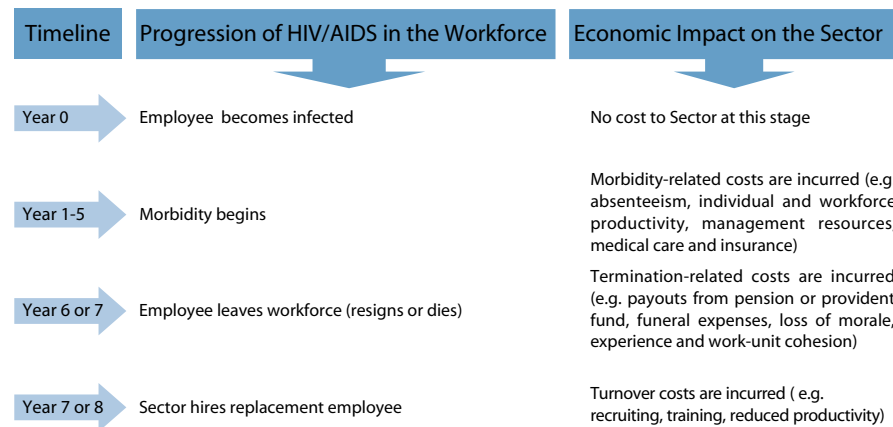 Timeline
Progression of HIV/AIDS in the Workforce
Economic Impact on the Sector
Year 0
Employee becomes infected
No cost to Sector at this stage
Year 1-5
Morbidity begins
Morbidity-related costs are incurred (e.g
absenteeism, individual and workforce
productivity, management resources,
medical care and insurance)
Year 6 or 7
Employee leaves workforce (resigns or dies)
Termination-related costs are incurred
(e.g. payouts from pension or provident
fund, funeral expenses, loss of morale,
experience and work-unit cohesion)
Year 7 or 8
Sector hires replacement employee
Turnover costs are incurred ( e.g.
recruiting, training, reduced productivity)